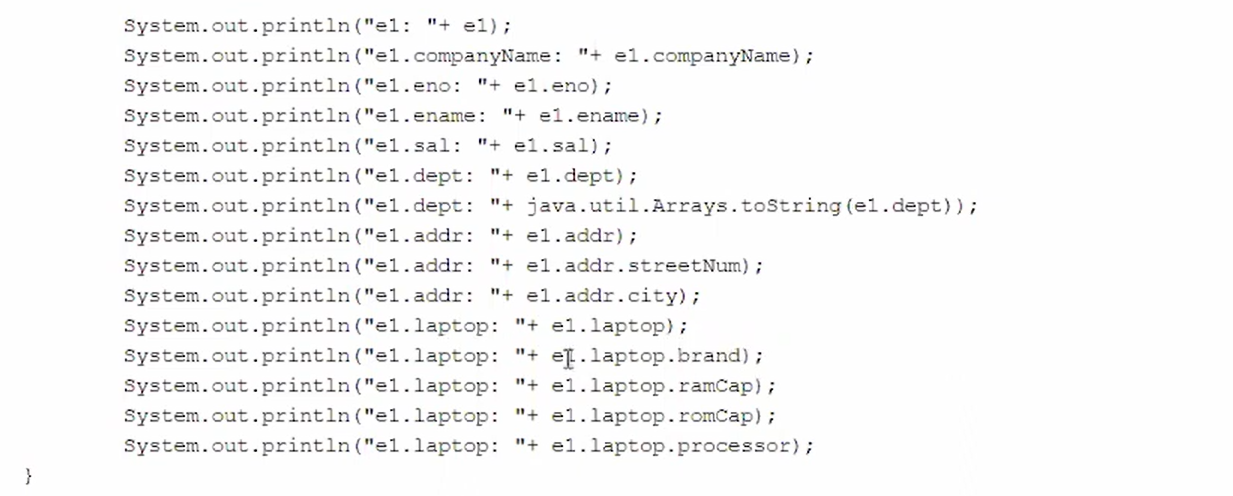 System.out.println("e1: "+ e1);
System.out.println("e1.companyName: "+ e1.companyName);
System.out.println("e1.eno: "+ e1.eno);
System.out.println("e1.ename: "+ e1.ename);
System.out.println("e1.sal: "+ e1.sal);
System.out.println("e1.dept: "+ e1.dept);
System.out.println("e1.dept: "+ java.util.Arrays.toString(e1.dept));
System.out.println("e1.addr: "+ e1.addr);
System.out.println("e1.addr: "+ e1.addr.streetNum);
System.out.println("e1.addr: "+ e1.addr.city);
System.out.println("e1.laptop: "+ e1.laptop);
System.out.println("e1.laptop: "+ e1.laptop.brand);
System.out.println("e1.laptop: "+ e1.laptop.ramCap);
System.out.println("e1.laptop: "+ e1.laptop.romCap);
System.out.println("e1.laptop: "+ e1.laptop.processor);
}